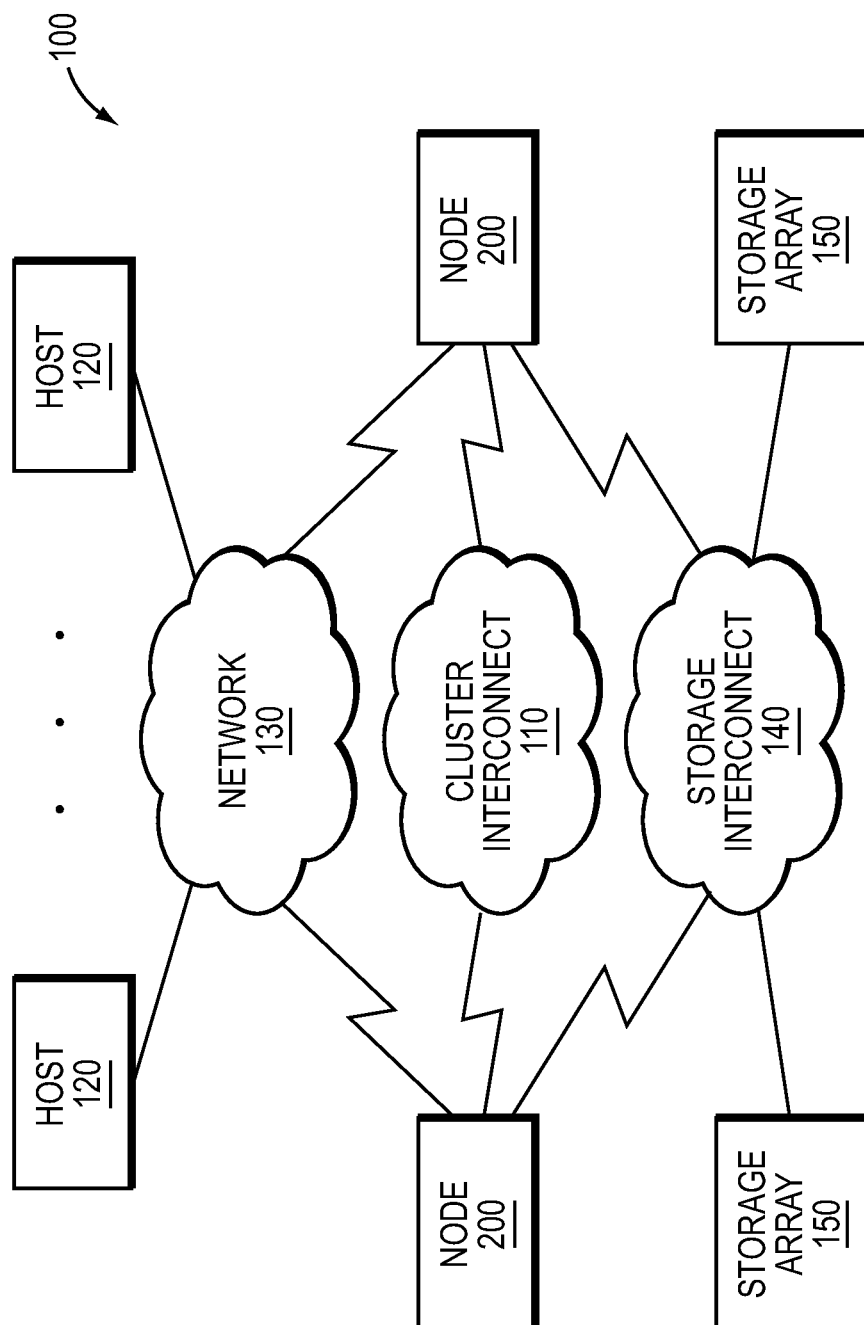 100
HOST
120
HOST
120
NETWORK
130
NODE
200
CLUSTER
INTERCONNECT
110
NODE
200
STORAGE
ARRAY
150
STORAGE
INTERCONNECT
140
STORAGE
ARRAY
150